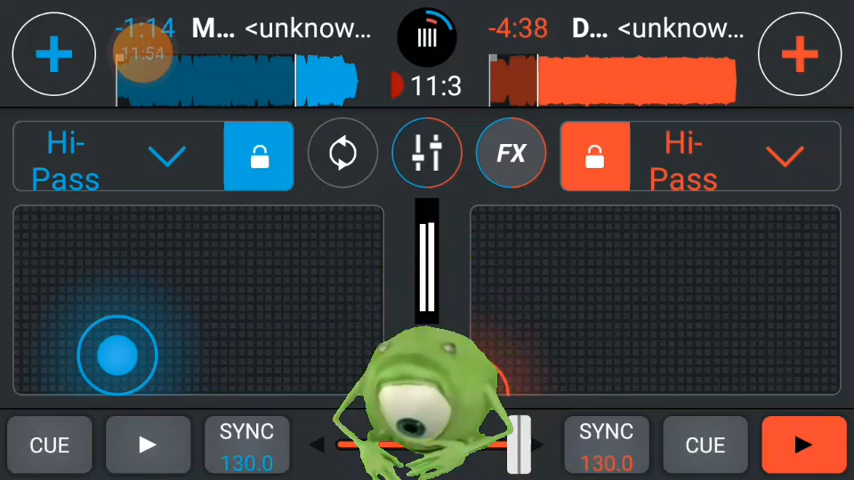 -1:14 M... <unknow...
11:54
-4:38 D... <unknow...
11:3
Hi-
Pass
FX
Hi-
Pass
CUE
SYNC
130.0
SYNC
130.0
CUE